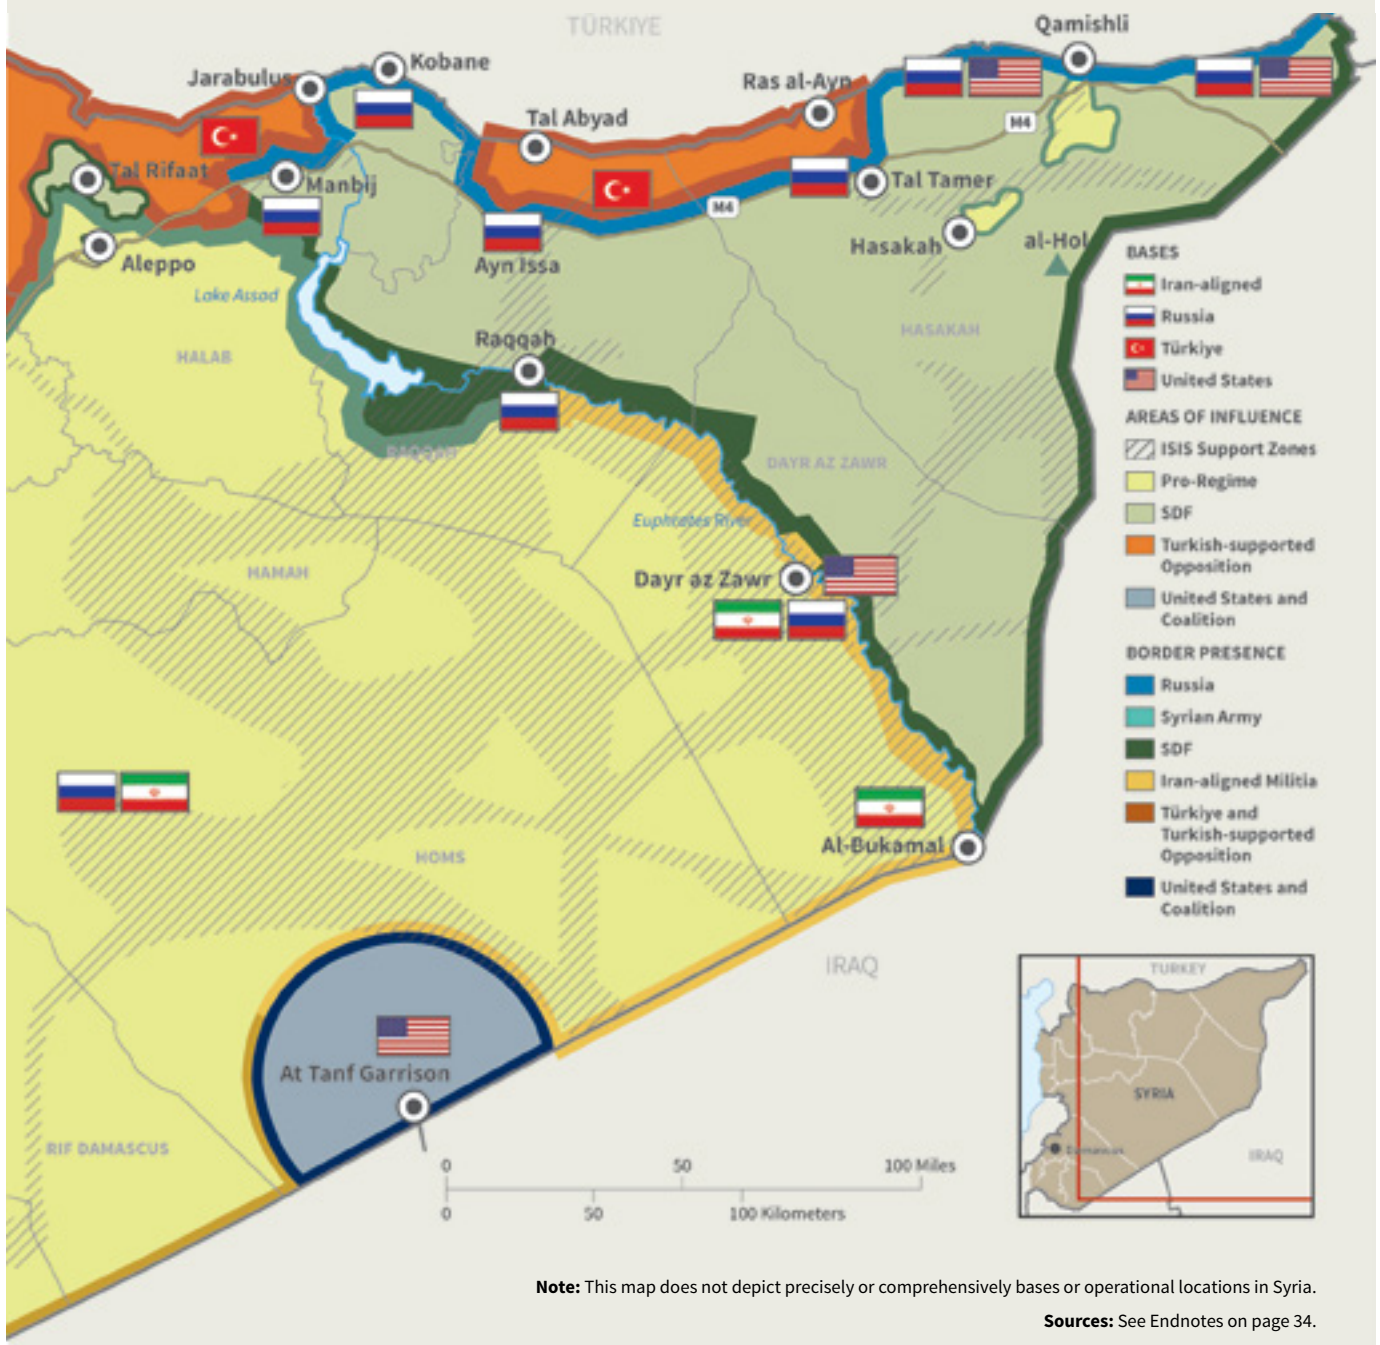 TÜRKIYE
Qamishli
Kobane
Jarabulus
Ras al-Ayn
Tal Abyad
M4
Tal Rifaat
Manbij
Tal Tamer
M4
Hasakah
al-Hol
Aleppo
Ayn Issa
Lake Assad
HASAKAH
Raqqah
HALAB
RAQQAH
DAYR AZ ZAWR
Euphrates River
HAMAH
Dayr az Zawr
Al-Bukamal
HOMS
IRAQ
At Tanf Garrison
RIF DAMASCUS
BASES
Iran-aligned
Russia
Türkiye
United States
AREAS OF INFLUENCE
ISIS Support Zones
Pro-Regime
SDF
Turkish-supported
Opposition
United States and
Coalition
BORDER PRESENCE
Russia
Syrian Army
SDF
Iran-aligned Militia
Türkiye and
Turkish-supported
Opposition
United States and
Coalition
TURKEY
SYRIA
Damascus
IRAQ
0 50 100 Miles
0 50 100 Kilometers
Note: This map does not depict precisely or comprehensively bases or operational locations in Syria.
Sources: See Endnotes on page 34.